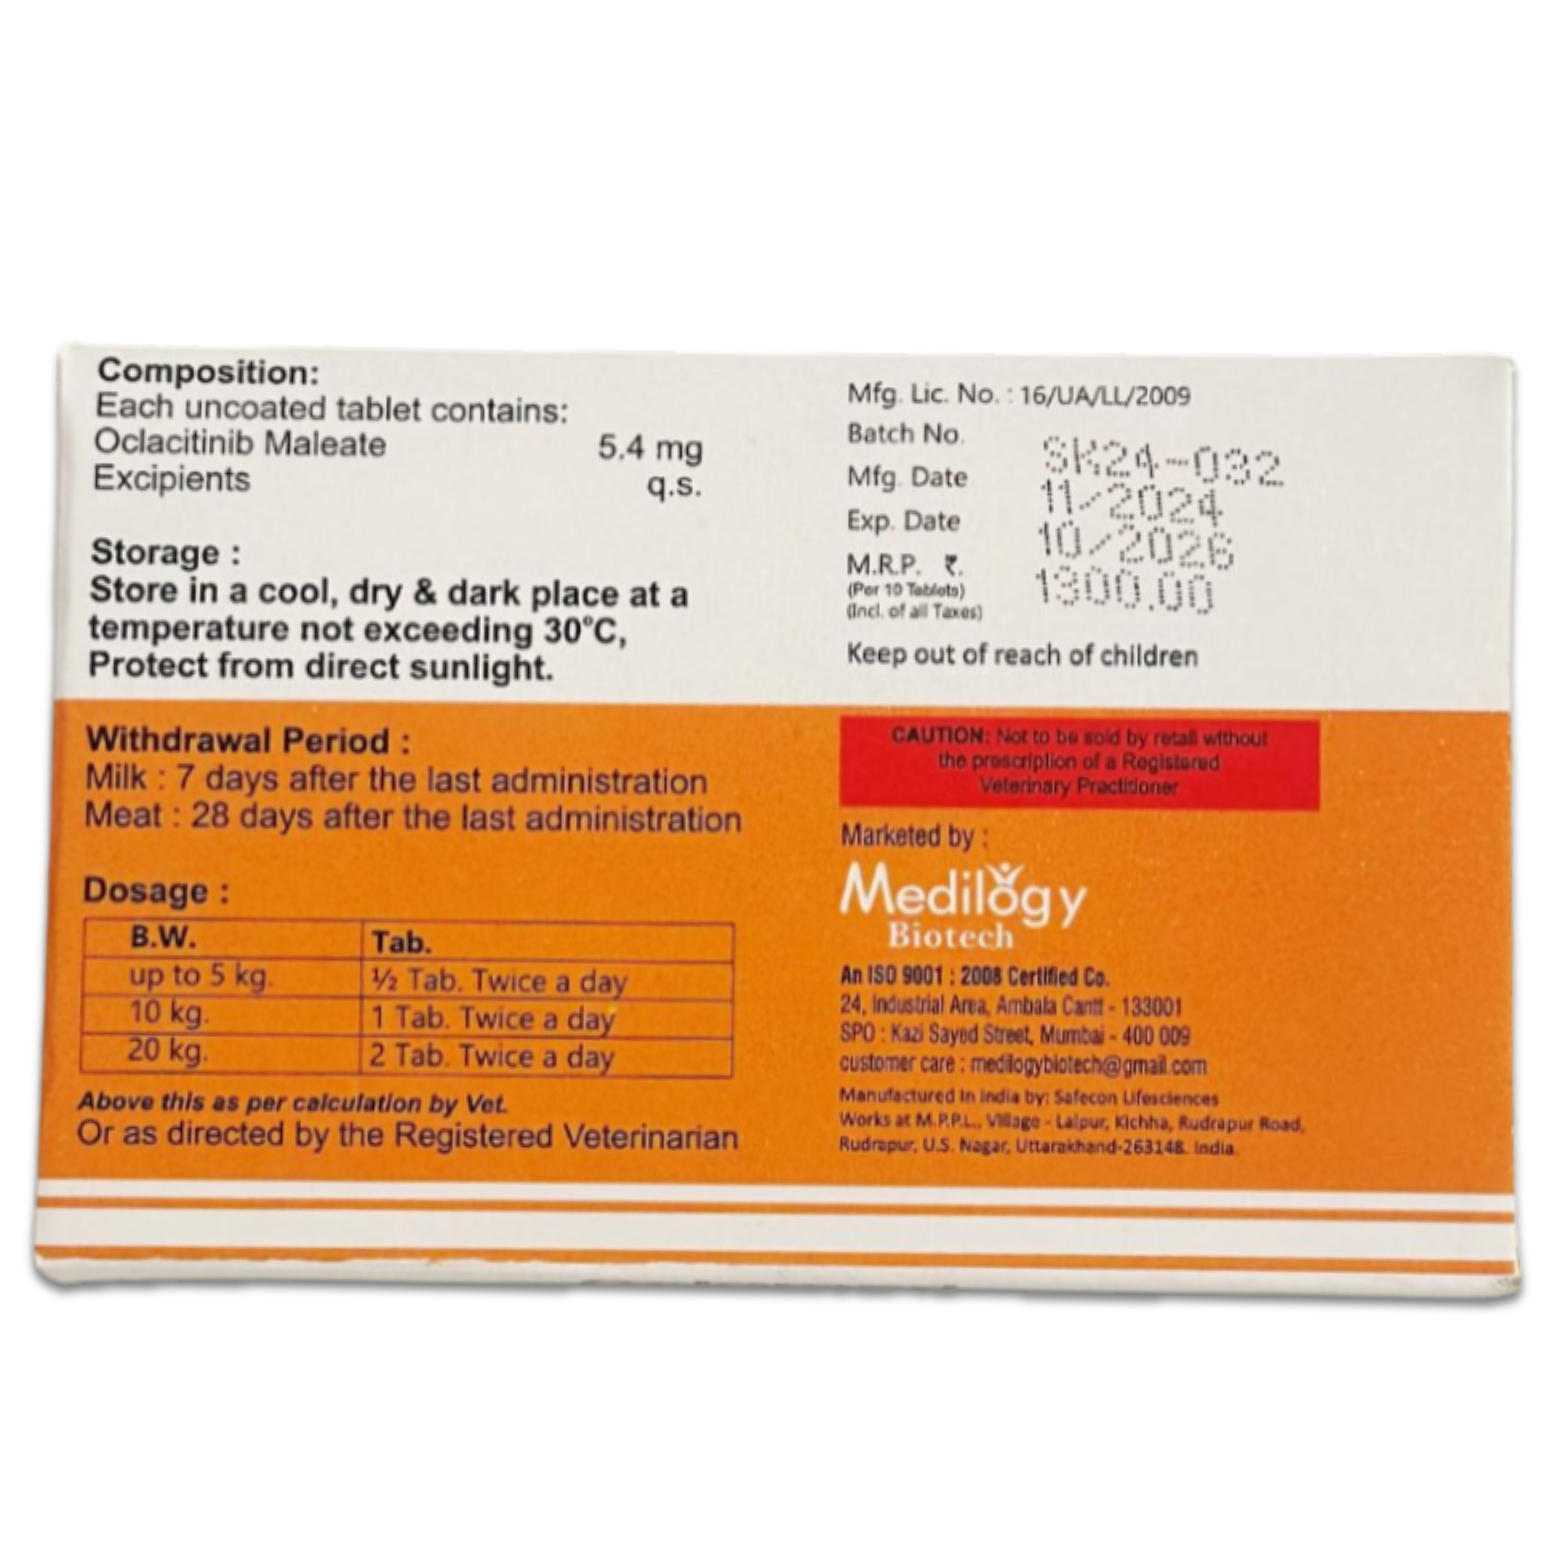 Composition:
Each uncoated tablet contains:
Oclacitinib Maleate 5.4 mg
Excipients q.s.
Storage :
Store in a cool, dry & dark place at a
temperature not exceeding 30°C,
Protect from direct sunlight.
Withdrawal Period :
Milk : 7 days after the last administration
Meat : 28 days after the last administration
Dosage :
B.W. Tab.
up to 5 kg. ½ Tab. Twice a day
10 kg. 1 Tab. Twice a day
20 kg. 2 Tab. Twice a day
Above this as per calculation by Vet.
Or as directed by the Registered Veterinarian
Mfg. Lic. No. : 16/UA/LL/2009
Batch No. SK24-032
Mfg. Date 11/2024
Exp. Date 10/2026
M.R.P. ₹. 1300.00
(Per 10 Tablets)
(Incl. of all Taxes)
Keep out of reach of children
CAUTION: Not to be sold by retail without
the prescription of a Registered
Veterinary Practitioner
Marketed by :
Medilogy
Biotech
An ISO 9001 : 2008 Certified Co.
24, Industrial Area, Ambala Cantt - 133001
SPO : Kazi Sayed Street, Mumbai - 400 009
customer care : medilogybiotech@gmail.com
Manufactured in India by: Safecon Lifesciences
Works at M.P.P.L., Village - Lalpur, Kichha, Rudrapur Road,
Rudrapur, U.S. Nagar, Uttarakhand-263148. India.